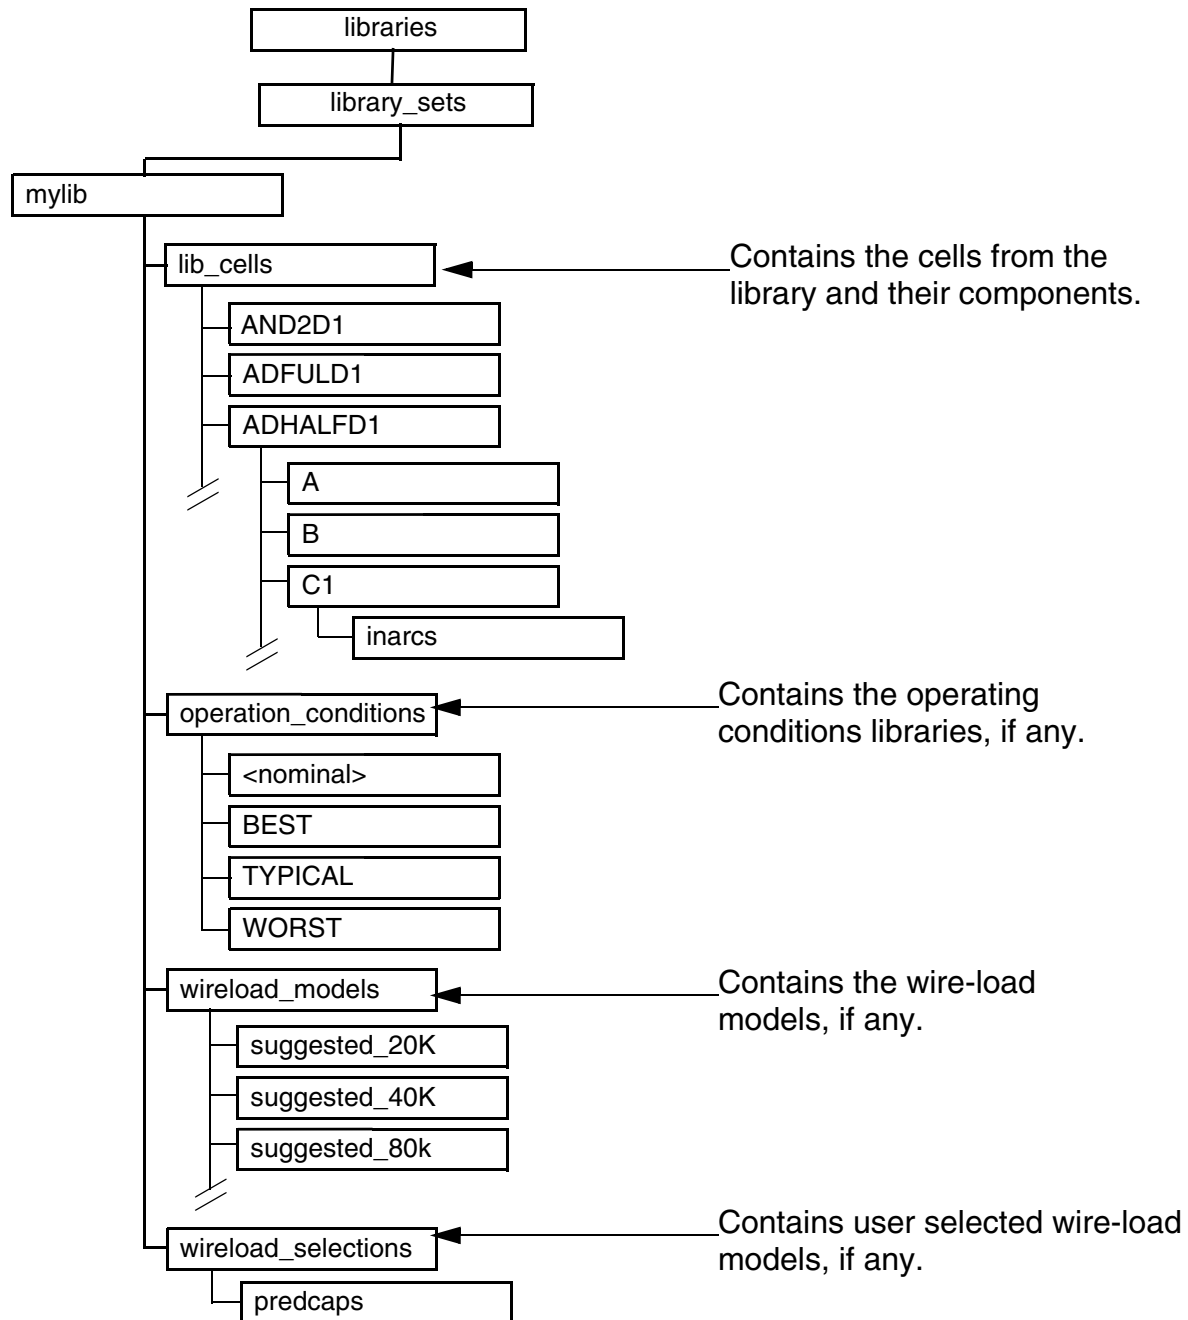 libraries
library_sets
mylib
lib_cells
Contains the cells from the
library and their components.
AND2D1
ADFULD1
ADHALFD1
A
B
C1
inarcs
operation_conditions
Contains the operating
conditions libraries, if any.
<nominal>
BEST
TYPICAL
WORST
wireload_models
Contains the wire-load
models, if any.
suggested_20K
suggested_40K
suggested_80k
wireload_selections
Contains user selected wire-load
models, if any.
predcaps